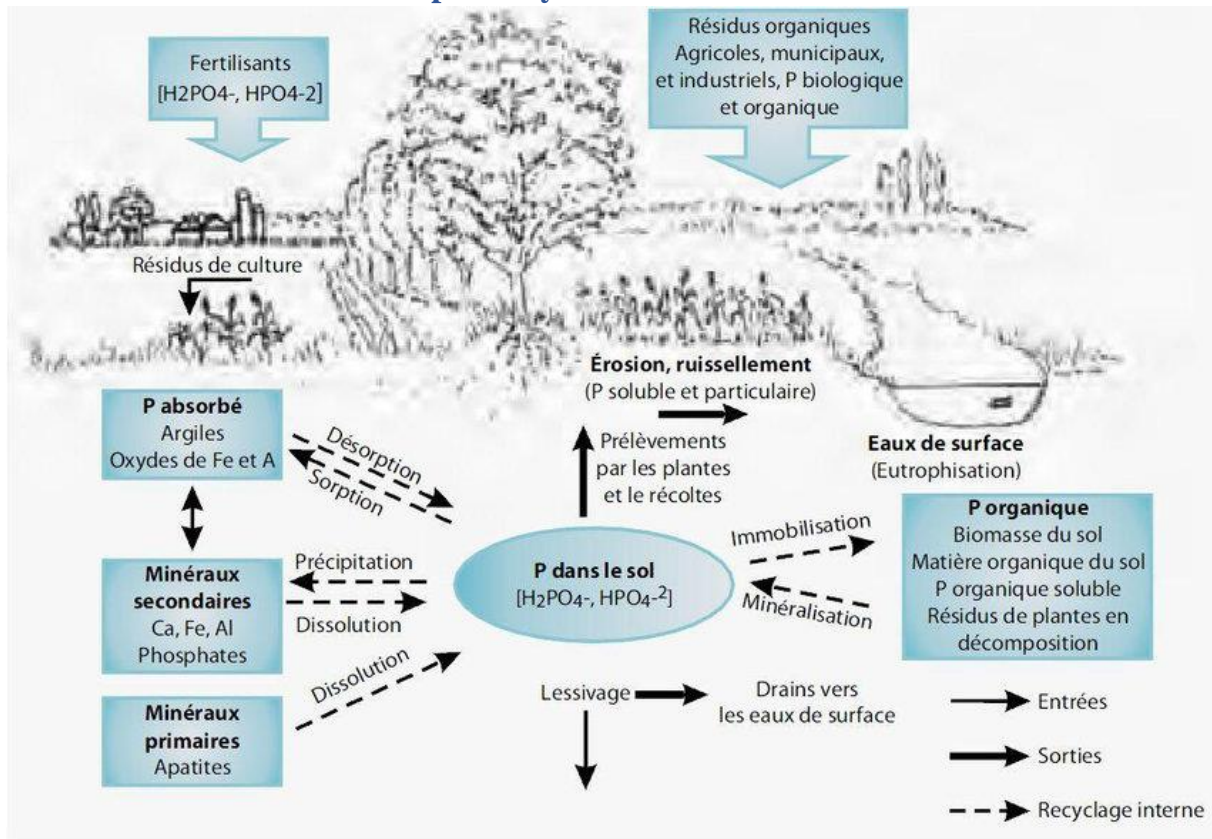 Fertilisants
[H2PO4-, HPO4-2]
Résidus organiques
Agricoles, municipaux,
et industriels, P biologique
et organique
Résidus de culture
Érosion, ruissellement
(P soluble et particulaire)
P absorbé
Argiles
Oxydes de Fe et A
Désorption
Sorption
Prélèvements
par les plantes
et le récoltes
Eaux de surface
(Eutrophisation)
Minéraux
secondaires
Ca, Fe, Al
Phosphates
Précipitation
Dissolution
P dans le sol
[H2PO4-, HPO4-2]
Immobilisation
Minéralisation
P organique
Biomasse du sol
Matière organique du sol
P organique soluble
Résidus de plantes en
décomposition
Minéraux
primaires
Apatites
Dissolution
Lessivage
Drains vers
les eaux de surface
Entrées
Sorties
Recyclage interne